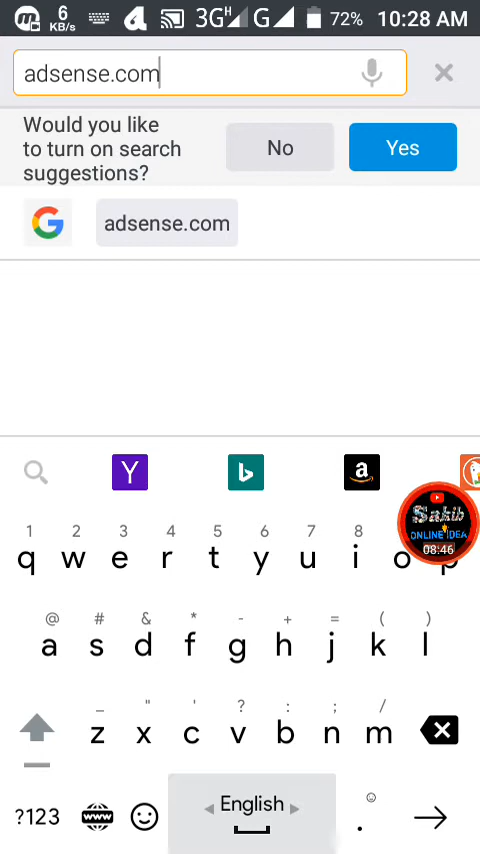 6
KB/s
3G H
G
72%
10:28 AM
adsense.com
Would you like
to turn on search
suggestions?
No
Yes
G
adsense.com
Y
b
a
Sakib
ONLINE IDEA
08:46
1 2 3 4 5 6 7 8
q w e r t y u i o p
@ # & * - + = ( )
a s d f g h j k l
_ " ' ? : ; /
z x c v b n m
?123
WWW
English
.